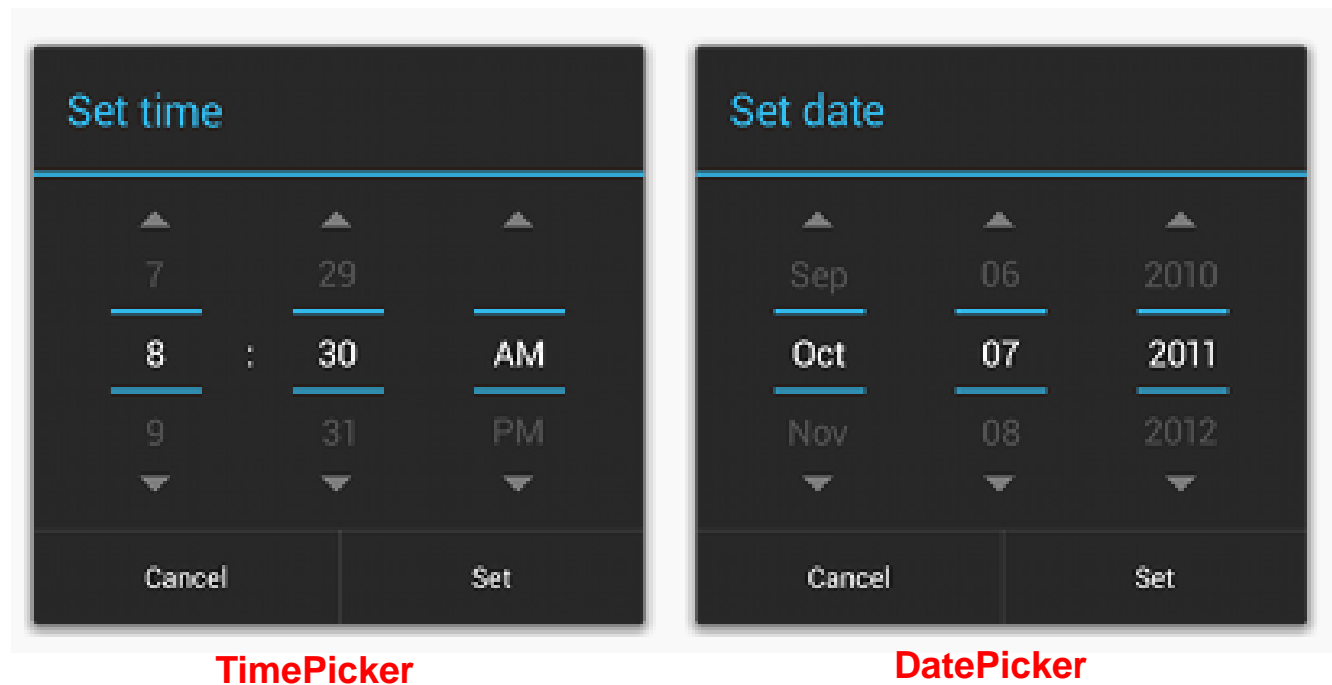 Set time
7 29
8 : 30 AM
9 31 PM
Cancel Set
TimePicker
Set date
Sep 06 2010
Oct 07 2011
Nov 08 2012
Cancel Set
DatePicker